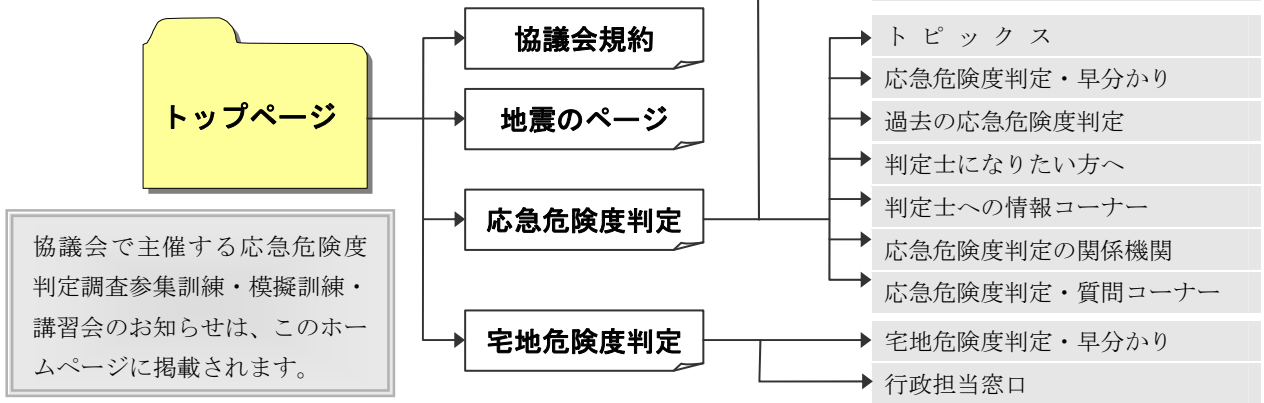 トップページ
協議会で主催する応急危険度
判定調査参集訓練・模擬訓練・
講習会のお知らせは、このホー
ムページに掲載されます。
協議会規約
地震のページ
応急危険度判定
宅地危険度判定
トピックス
応急危険度判定・早分かり
過去の応急危険度判定
判定士になりたい方へ
判定士への情報コーナー
応急危険度判定の関係機関
応急危険度判定・質問コーナー
宅地危険度判定・早分かり
行政担当窓口